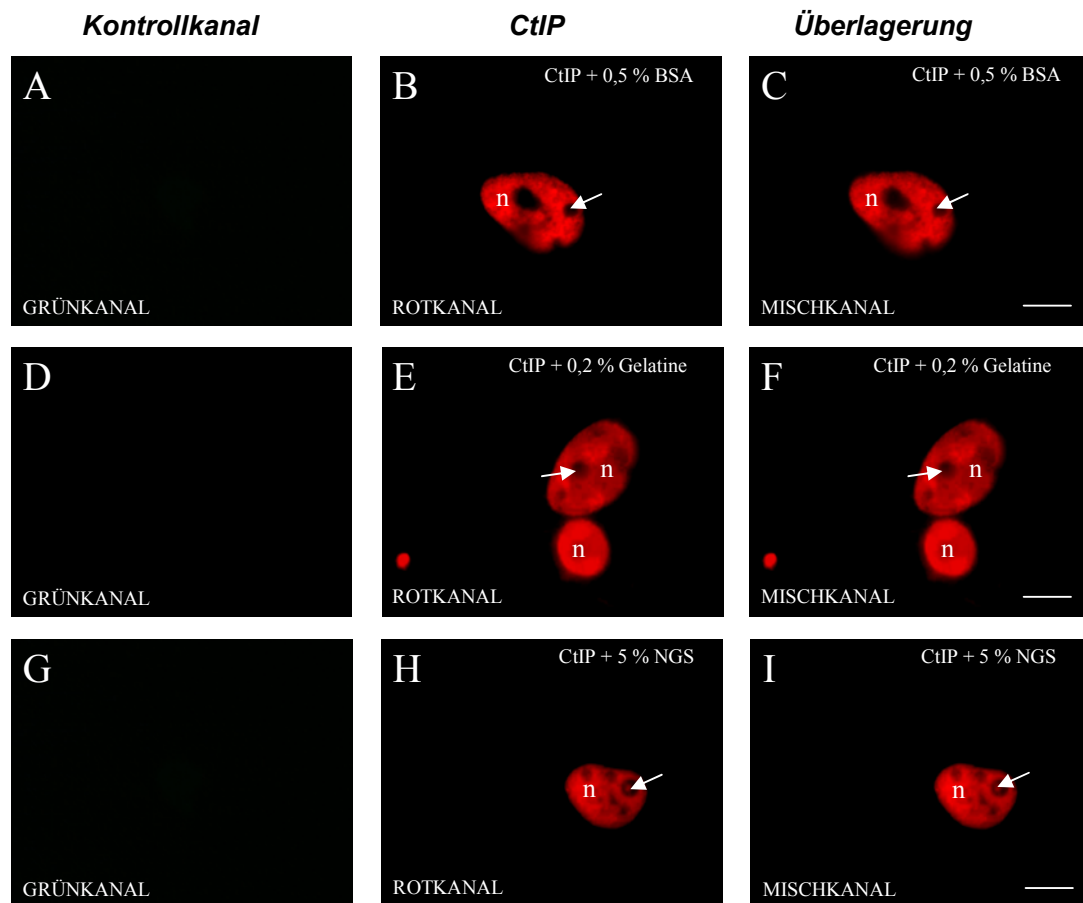 Kontrollkanal
CtIP
Überlagerung
A
GRÜNKANAL
B
CtIP + 0,5 % BSA
n
ROTKANAL
C
CtIP + 0,5 % BSA
n
MISCHKANAL
D
GRÜNKANAL
E
CtIP + 0,2 % Gelatine
n
n
ROTKANAL
F
CtIP + 0,2 % Gelatine
n
n
MISCHKANAL
G
GRÜNKANAL
H
CtIP + 5 % NGS
n
ROTKANAL
I
CtIP + 5 % NGS
n
MISCHKANAL